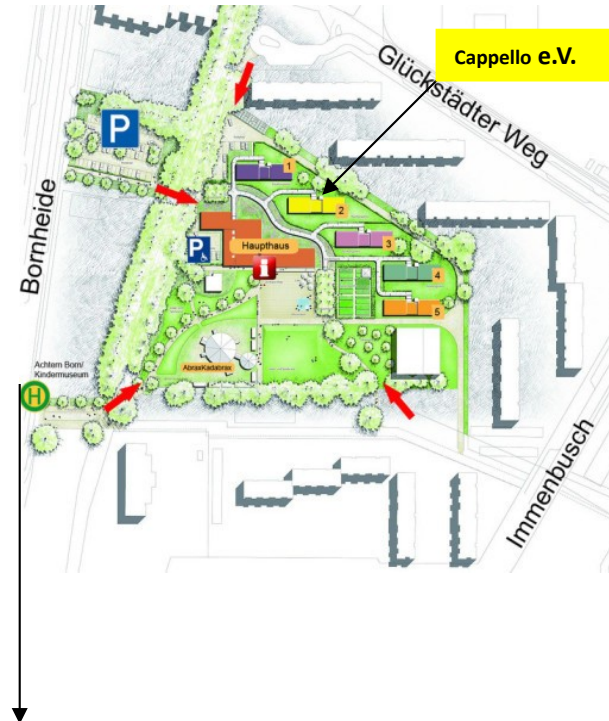 Cappello e.V.
Glückstädter Weg
P
Bornheide
1
2
3
Haupthaus
4
i
5
AbraxKadabrax
Achtern Born/
Kindermuseum
H
Immenbusch